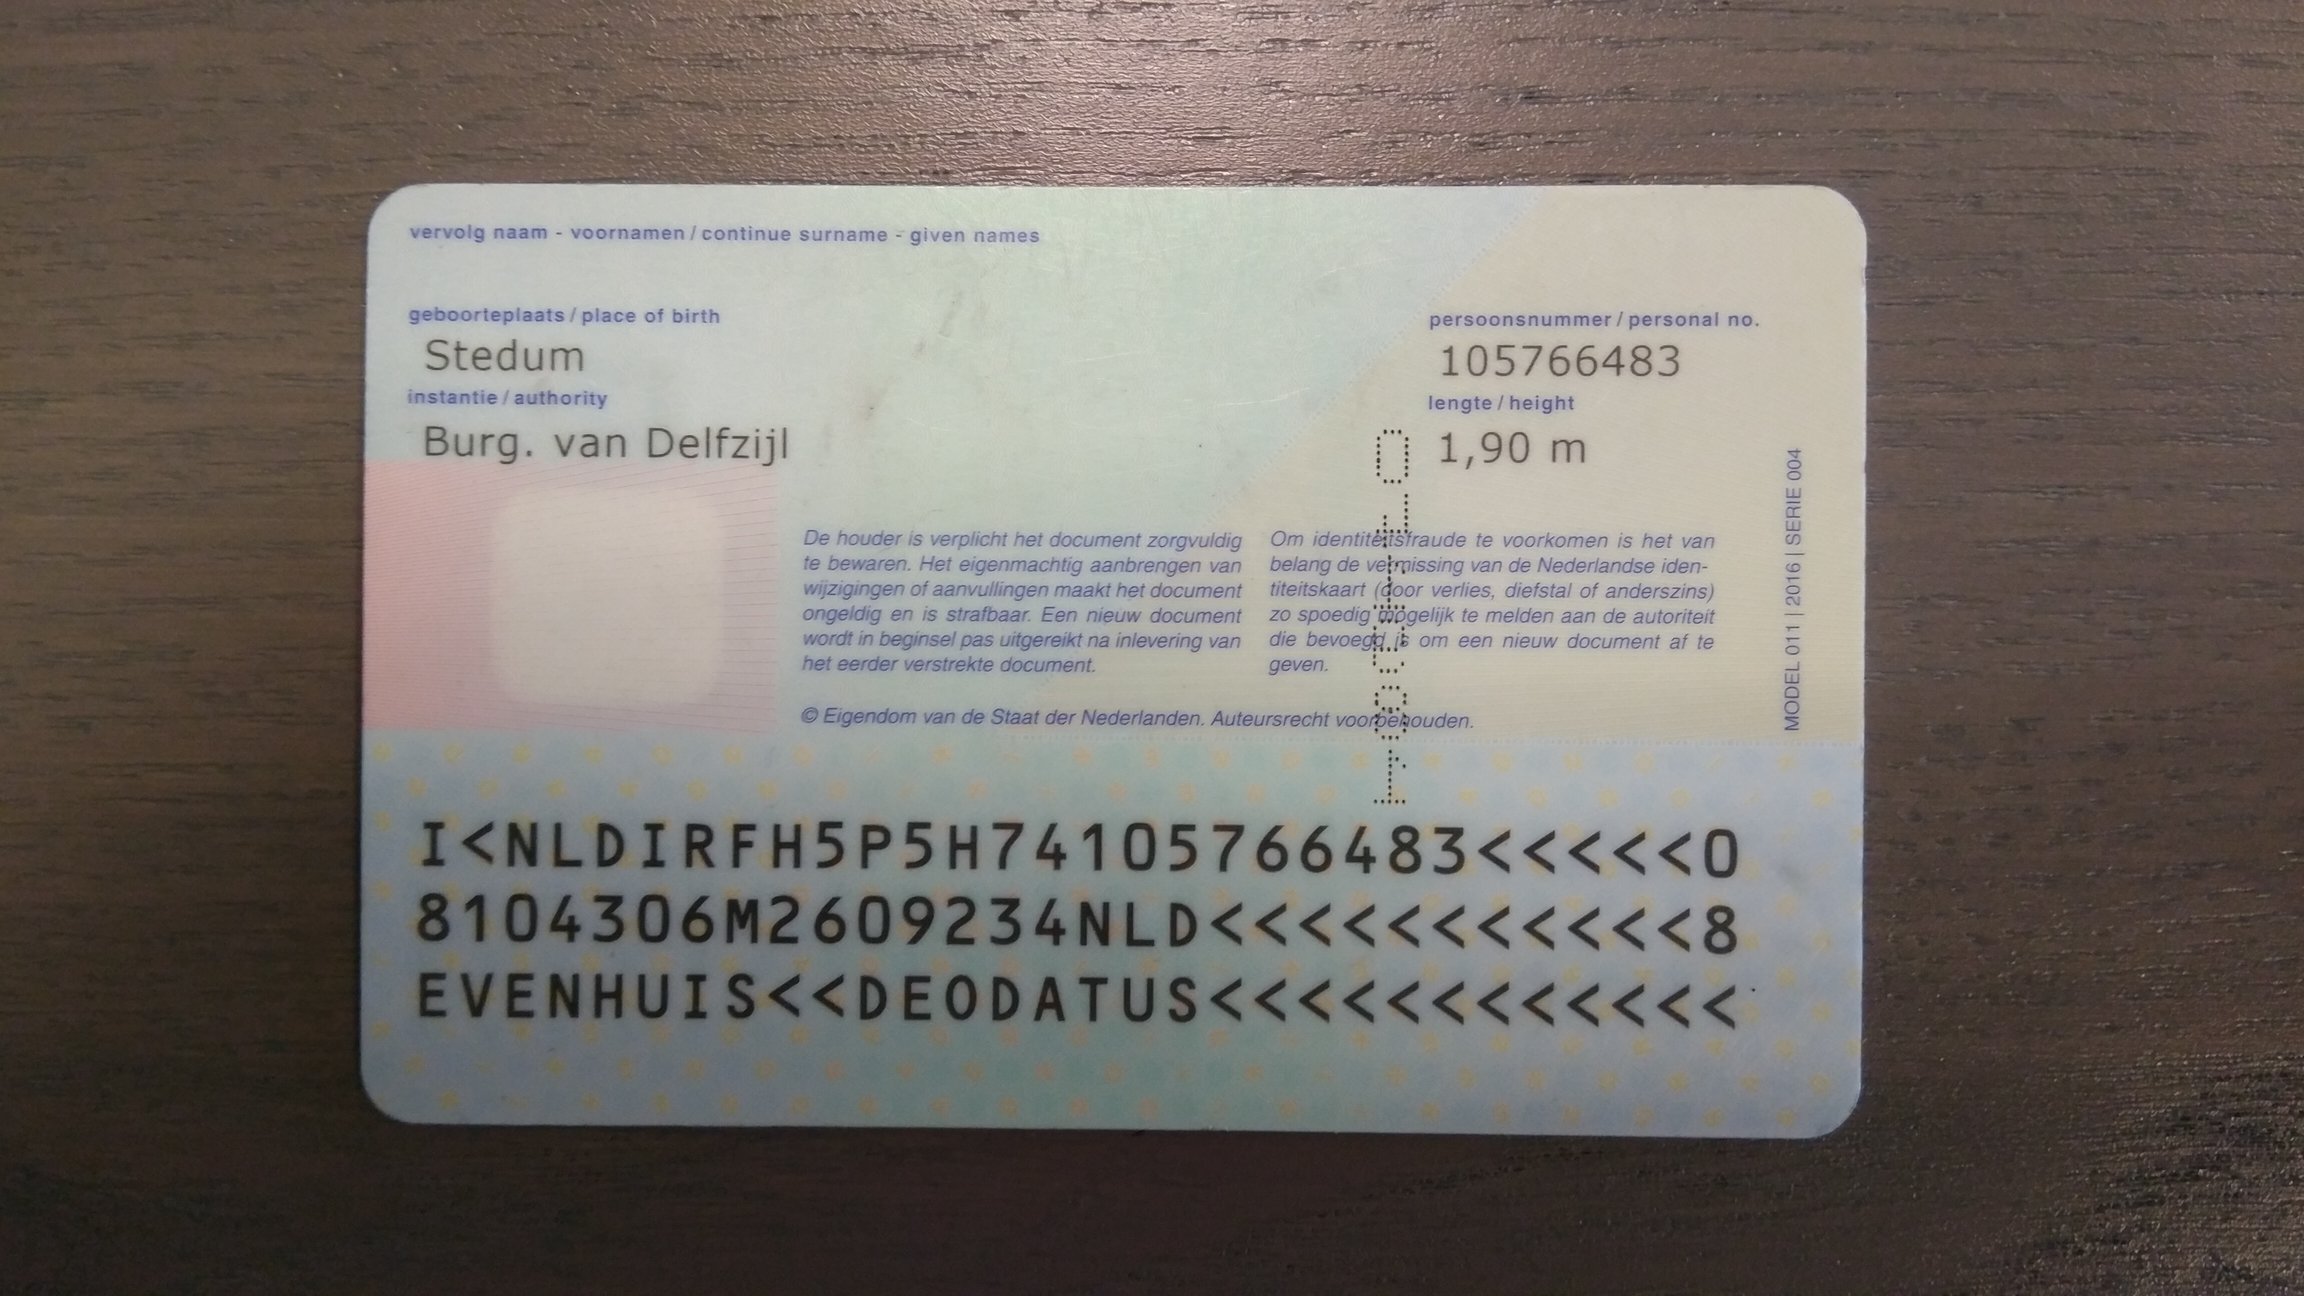 vervolg naam - voornamen / continue surname - given names
geboorteplaats / place of birth
Stedum
instantie / authority
Burg. van Delfzijl
persoonsnummer / personal no.
105766483
lengte / height
1,90 m
De houder is verplicht het document zorgvuldig
te bewaren. Het eigenmachtig aanbrengen van
wijzigingen of aanvullingen maakt het document
ongeldig en is strafbaar. Een nieuw document
wordt in beginsel pas uitgereikt na inlevering van
het eerder verstrekte document.
Om identiteitsfraude te voorkomen is het van
belang de vermissing van de Nederlandse iden-
titeitskaart (door verlies, diefstal of anderszins)
zo spoedig mogelijk te melden aan de autoriteit
die bevoegd is om een nieuw document af te
geven.
© Eigendom van de Staat der Nederlanden. Auteursrecht voorbehouden.
MODEL 011 | 2016 | SERIE 004
I<NLDIRFH5P5H74105766483<<<<<0
8104306M2609234NLD<<<<<<<<<<<8
EVENHUIS<<DEODATUS<<<<<<<<<<<<